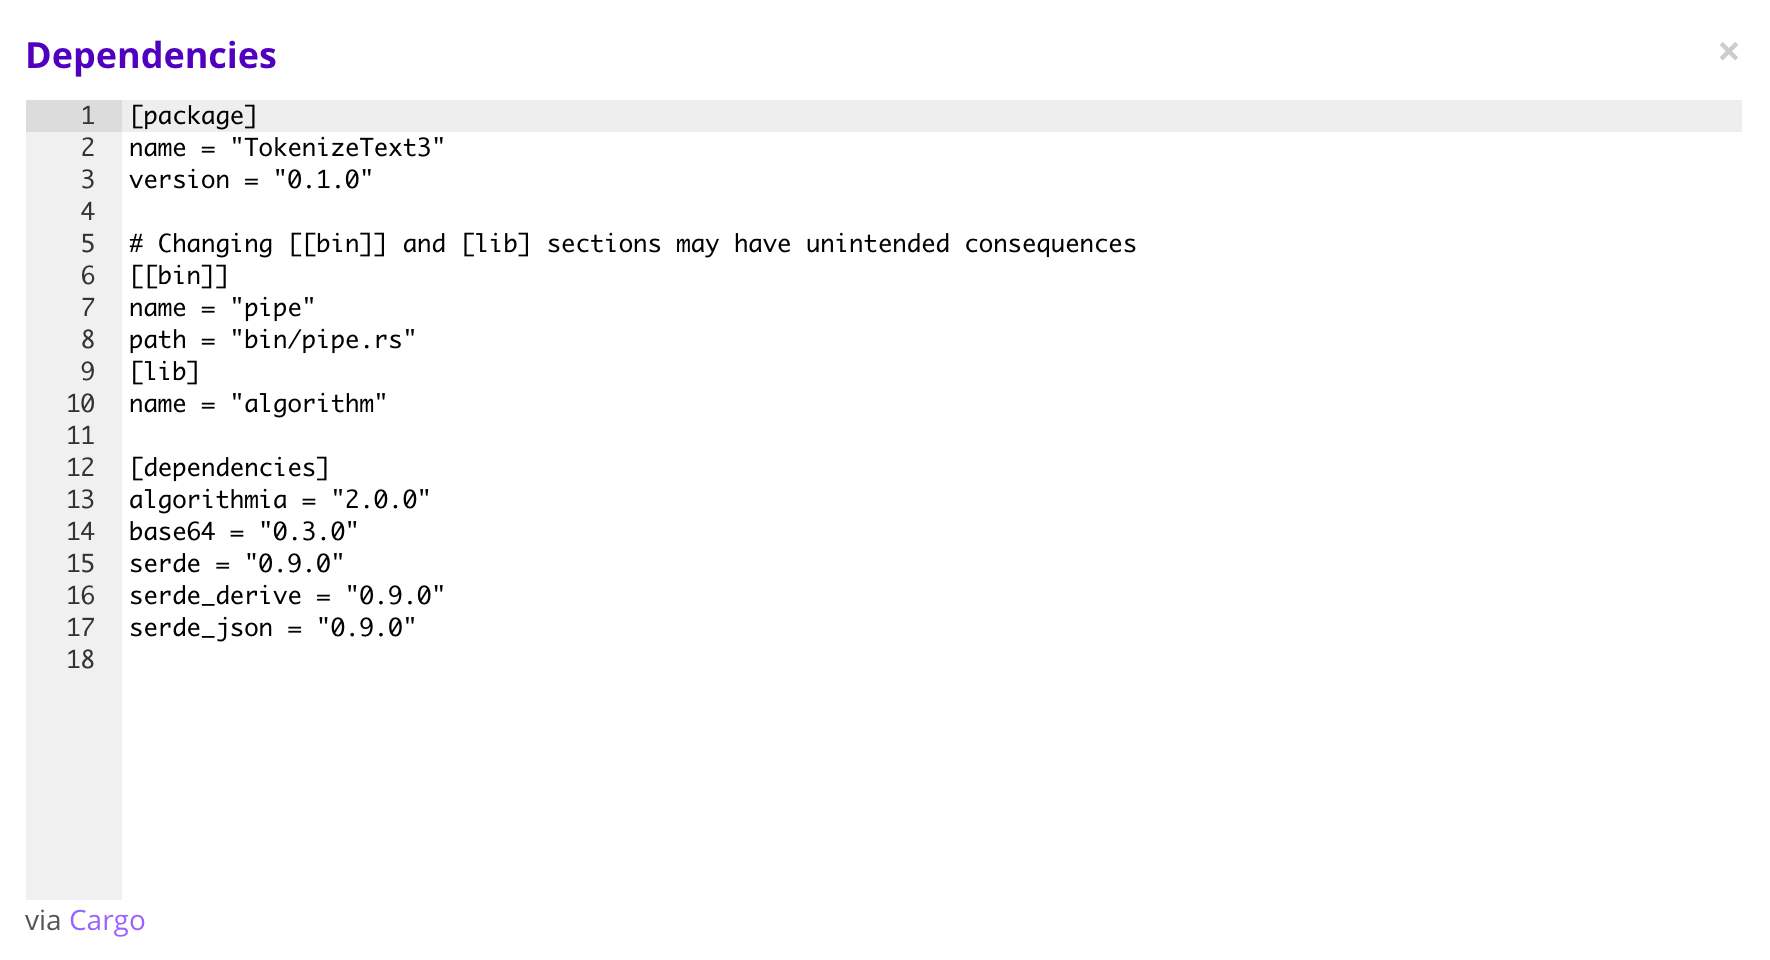 Dependencies
×
1 [package]
2 name = "TokenizeText3"
3 version = "0.1.0"
4
5 # Changing [[bin]] and [lib] sections may have unintended consequences
6 [[bin]]
7 name = "pipe"
8 path = "bin/pipe.rs"
9 [lib]
10 name = "algorithm"
11
12 [dependencies]
13 algorithmia = "2.0.0"
14 base64 = "0.3.0"
15 serde = "0.9.0"
16 serde_derive = "0.9.0"
17 serde_json = "0.9.0"
18
via Cargo